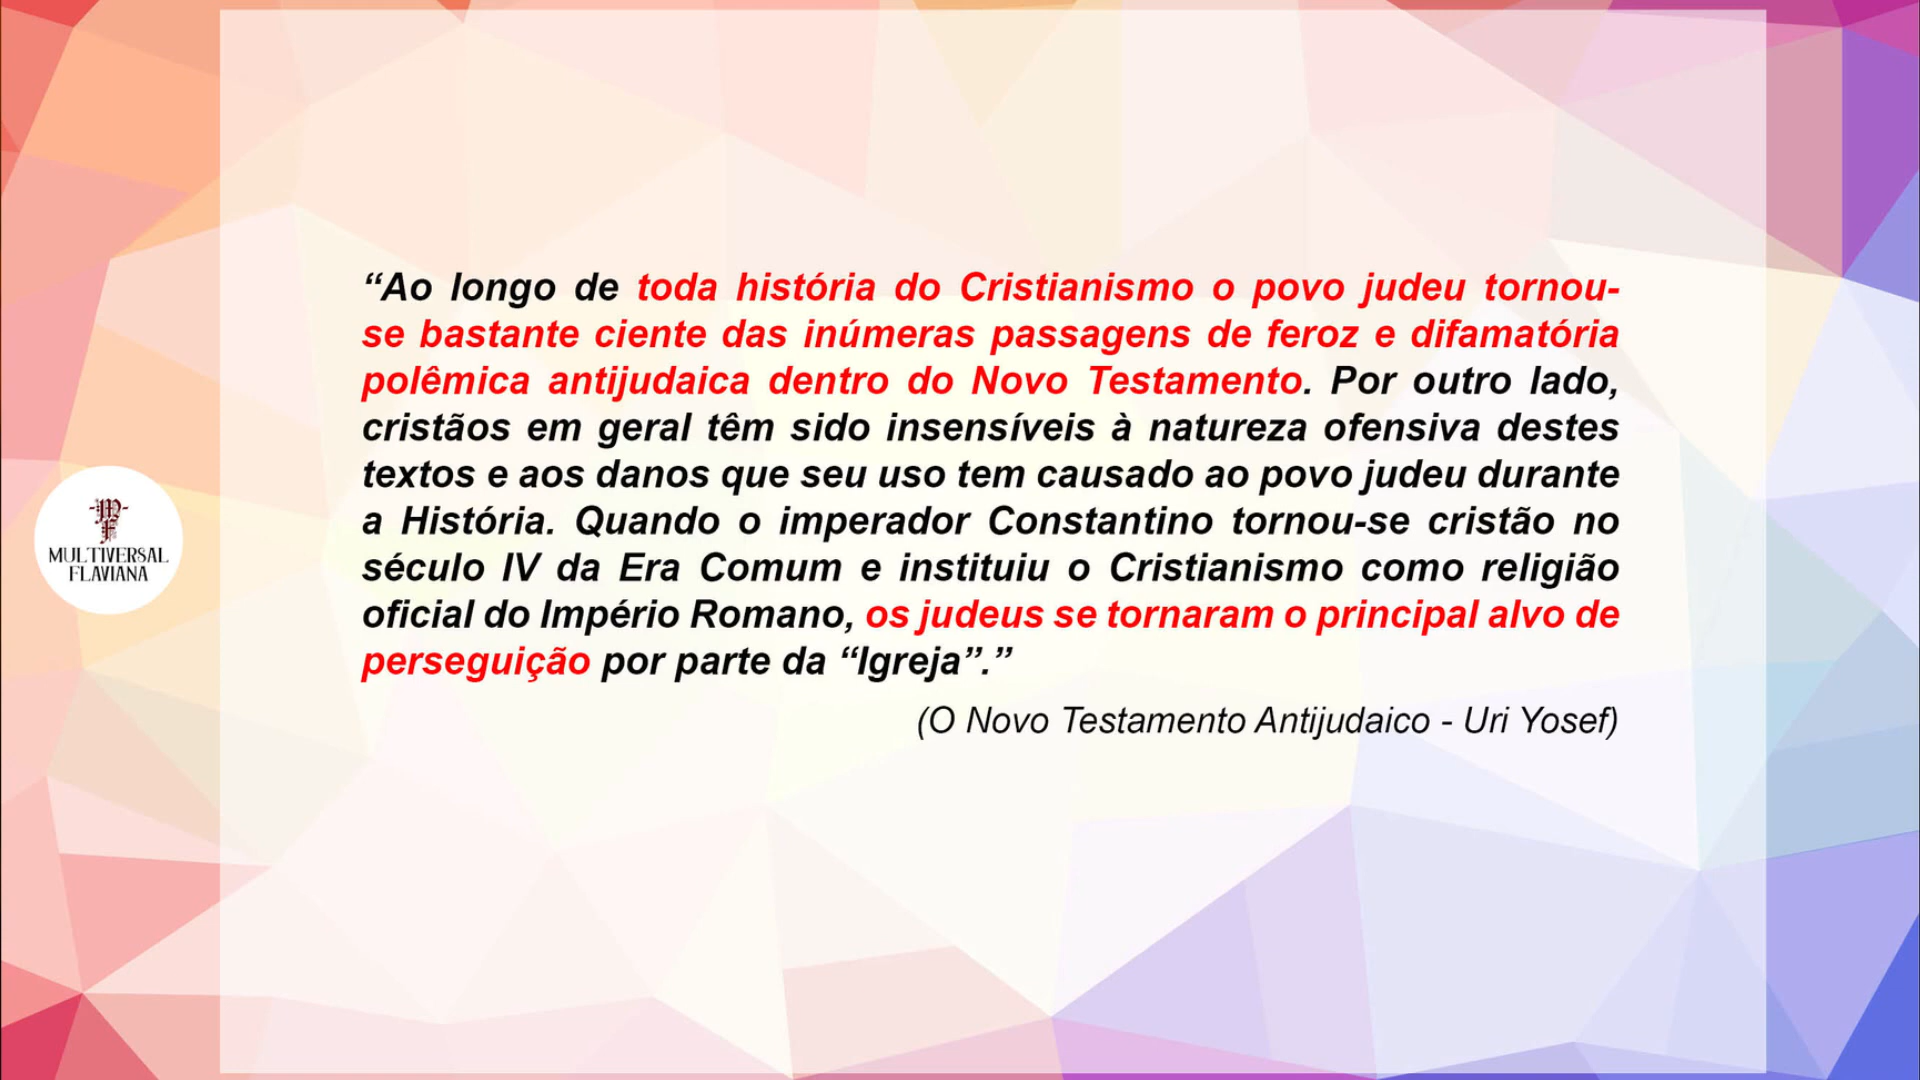 “Ao longo de toda história do Cristianismo o povo judeu tornou-
se bastante ciente das inúmeras passagens de feroz e difamatória
polêmica antijudaica dentro do Novo Testamento. Por outro lado,
cristãos em geral têm sido insensíveis à natureza ofensiva destes
textos e aos danos que seu uso tem causado ao povo judeu durante
a História. Quando o imperador Constantino tornou-se cristão no
século IV da Era Comum e instituiu o Cristianismo como religião
oficial do Império Romano, os judeus se tornaram o principal alvo de
perseguição por parte da “Igreja”.”
(O Novo Testamento Antijudaico - Uri Yosef)
MULTIVERSAL
FLAVIANA